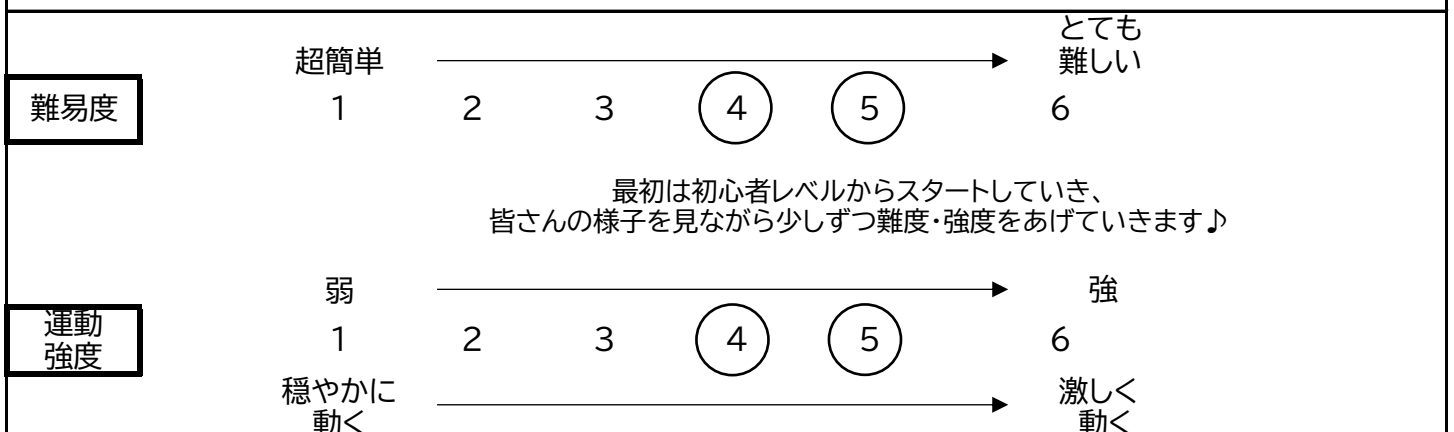 とても
超簡単 難しい
難易度 1 2 3 4 5 6
最初は初心者レベルからスタートしていき、
皆さんの様子を見ながら少しずつ難度・強度をあげていきます♪
弱 強
運動
強度
1 2 3 4 5 6
穏やかに 激しく
動く 動く